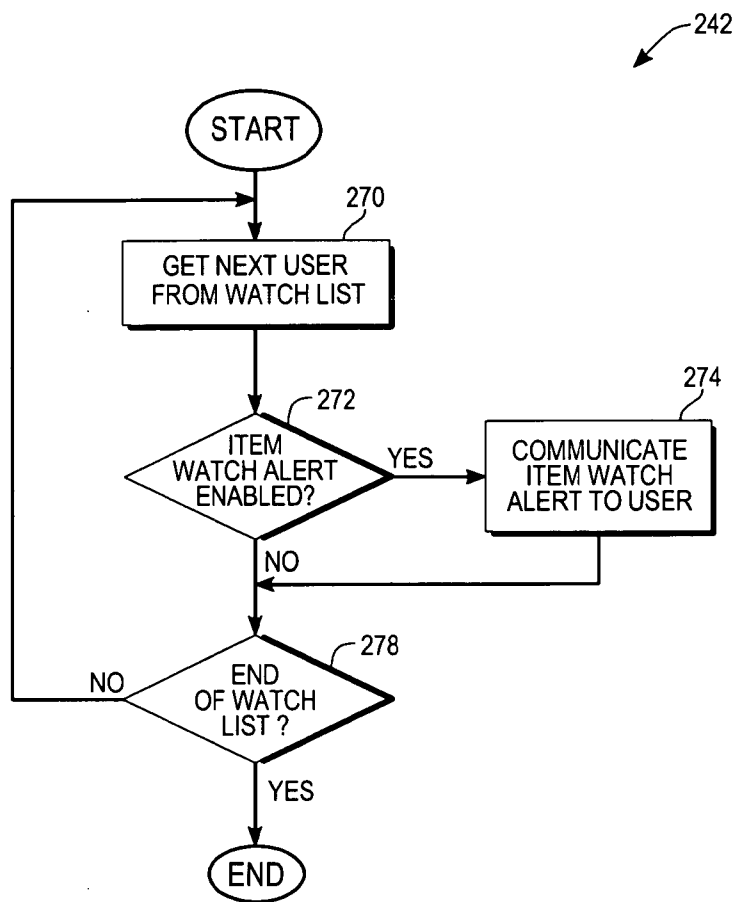 242
START
270
GET NEXT USER
FROM WATCH LIST
272
ITEM
WATCH ALERT
ENABLED?
YES
274
COMMUNICATE
ITEM WATCH
ALERT TO USER
NO
278
END
OF WATCH
LIST ?
NO
YES
END